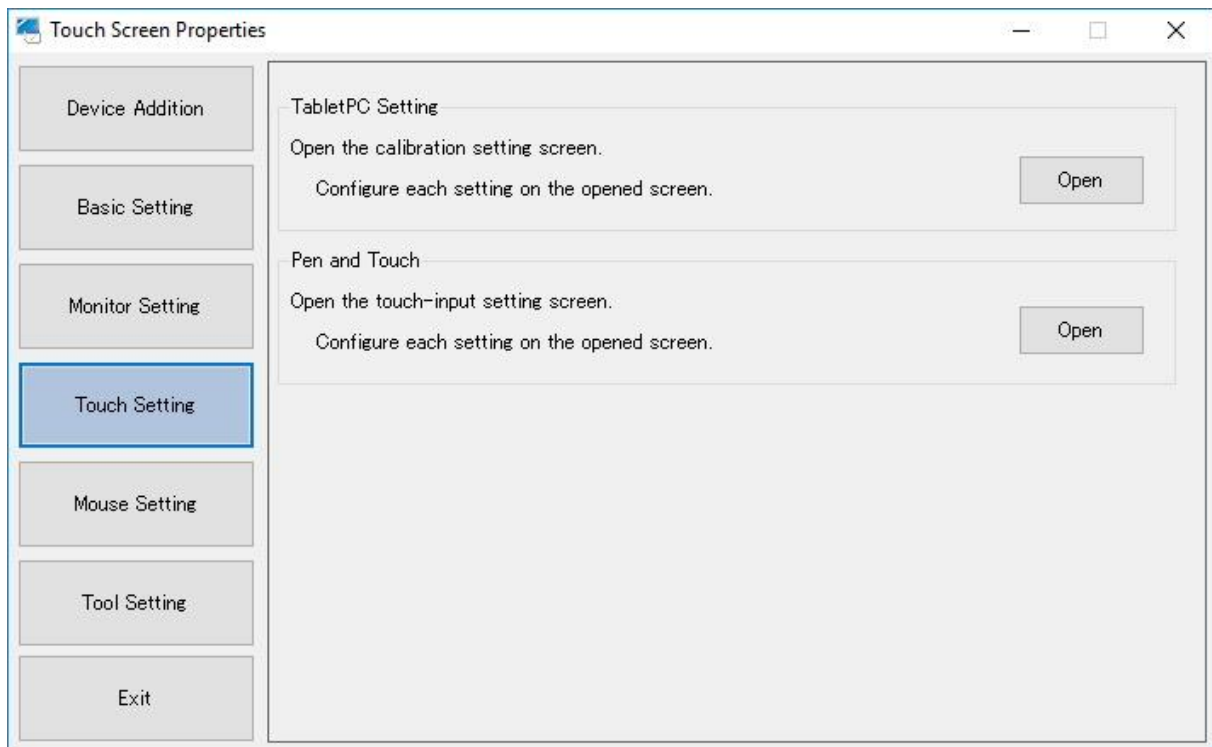 Touch Screen Properties
Device Addition
Basic Setting
Monitor Setting
Touch Setting
Mouse Setting
Tool Setting
Exit
TabletPC Setting
Open the calibration setting screen.
Configure each setting on the opened screen.
Open
Pen and Touch
Open the touch-input setting screen.
Configure each setting on the opened screen.
Open